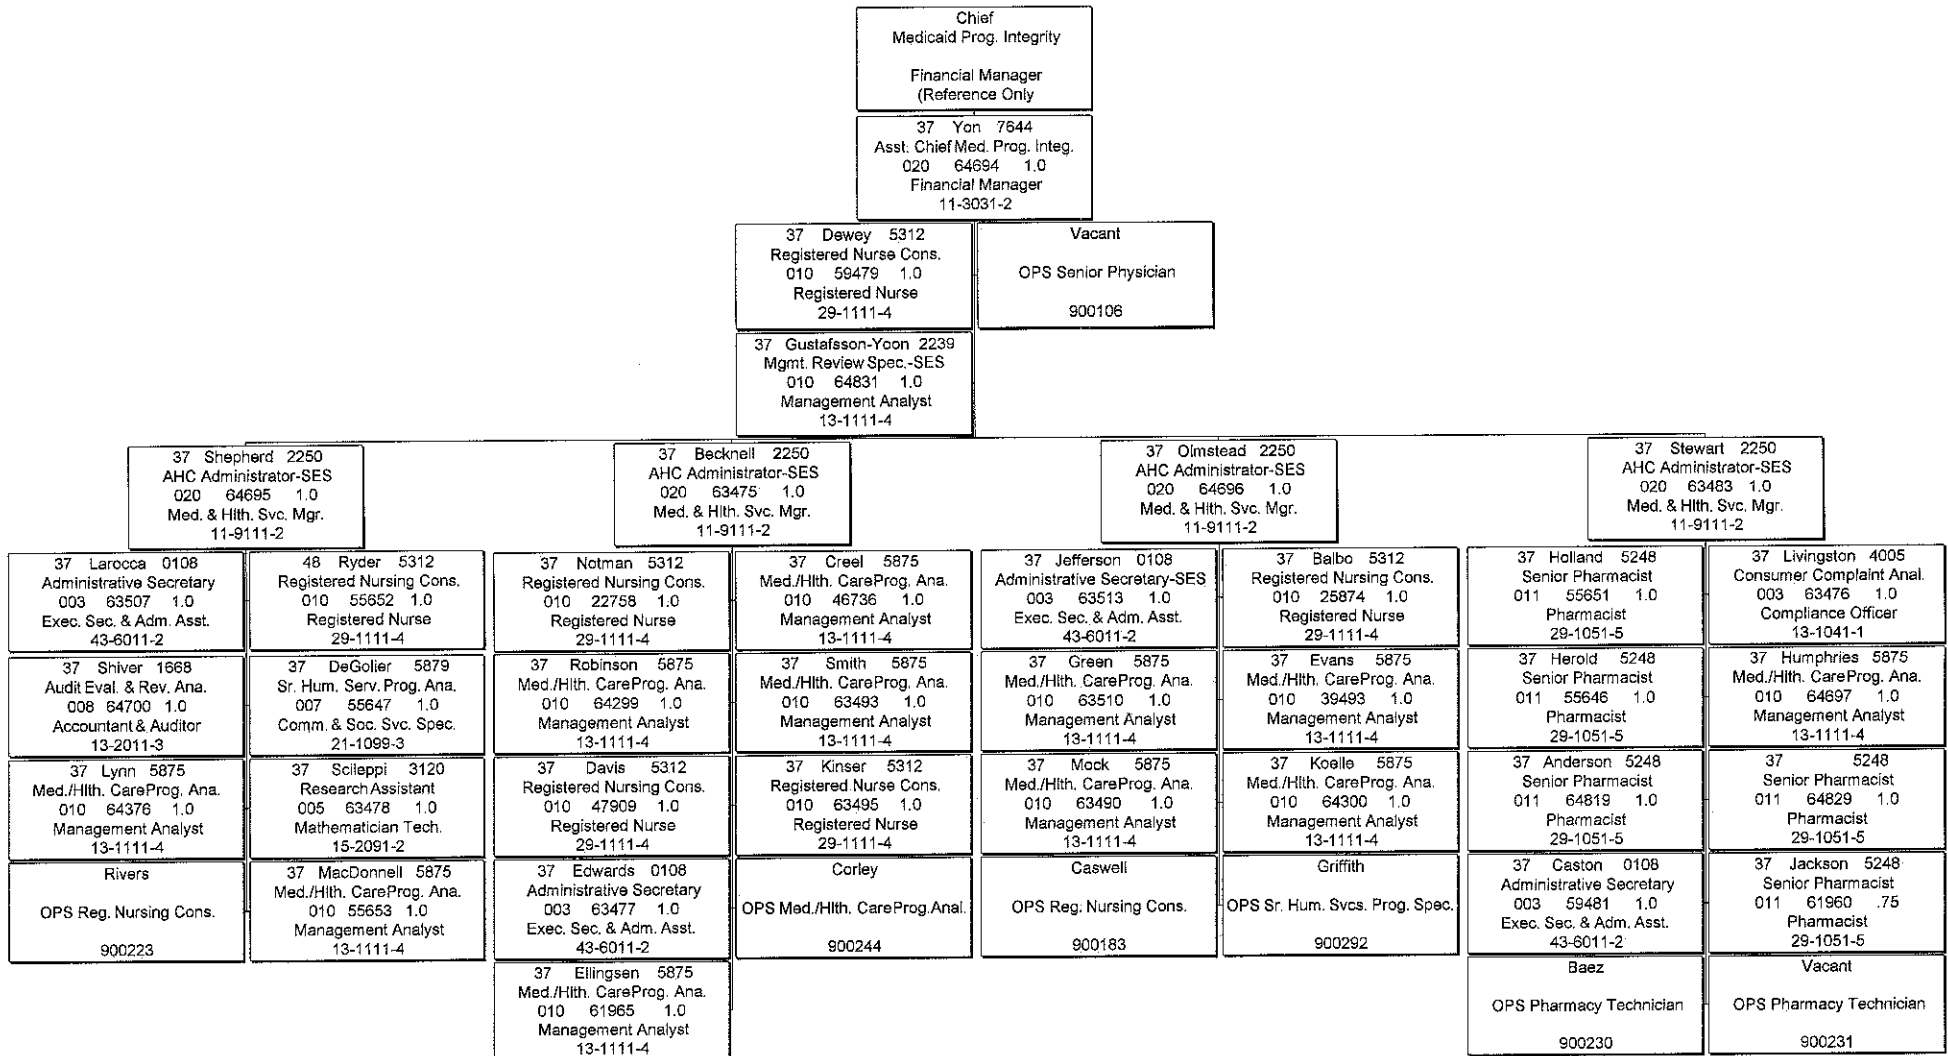 Chief
Medicaid Prog. Integrity
Financial Manager
(Reference Only
37 Yon 7644
Asst. Chief Med. Prog. Integ.
020 64694 1.0
Financial Manager
11-3031-2
37 Dewey 5312
Registered Nurse Cons.
010 59479 1.0
Registered Nurse
29-1111-4
Vacant
OPS Senior Physician
900106
37 Gustafsson-Yoon 2239
Mgmt. Review Spec.-SES
010 64831 1.0
Management Analyst
13-1111-4
37 Shepherd 2250
AHC Administrator-SES
020 64695 1.0
Med. & Hlth. Svc. Mgr.
11-9111-2
37 Becknell 2250
AHC Administrator-SES
020 63475 1.0
Med. & Hlth. Svc. Mgr.
11-9111-2
37 Olmstead 2250
AHC Administrator-SES
020 64696 1.0
Med. & Hlth. Svc. Mgr.
11-9111-2
37 Stewart 2250
AHC Administrator-SES
020 63483 1.0
Med. & Hlth. Svc. Mgr.
11-9111-2
37 Larocca 0108
Administrative Secretary
003 63507 1.0
Exec. Sec. & Adm. Asst.
43-6011-2
48 Ryder 5312
Registered Nursing Cons.
010 55652 1.0
Registered Nurse
29-1111-4
37 Notman 5312
Registered Nursing Cons.
010 22758 1.0
Registered Nurse
29-1111-4
37 Creel 5875
Med./Hlth. CareProg. Ana.
010 46736 1.0
Management Analyst
13-1111-4
37 Jefferson 0108
Administrative Secretary-SES
003 63513 1.0
Exec. Sec. & Adm. Asst.
43-6011-2
37 Balbo 5312
Registered Nursing Cons.
010 25874 1.0
Registered Nurse
29-1111-4
37 Holland 5248
Senior Pharmacist
011 55651 1.0
Pharmacist
29-1051-5
37 Livingston 4005
Consumer Complaint Anal.
003 63476 1.0
Compliance Officer
13-1041-1
37 Shiver 1668
Audit Eval. & Rev. Ana.
008 64700 1.0
Accountant & Auditor
13-2011-3
37 DeGolier 5879
Sr. Hum. Serv. Prog. Ana.
007 55647 1.0
Comm. & Soc. Svc. Spec.
21-1099-3
37 Robinson 5875
Med./Hlth. CareProg. Ana.
010 64299 1.0
Management Analyst
13-1111-4
37 Smith 5875
Med./Hlth. CareProg. Ana.
010 63493 1.0
Management Analyst
13-1111-4
37 Green 5875
Med./Hlth. CareProg. Ana.
010 63510 1.0
Management Analyst
13-1111-4
37 Evans 5875
Med./Hlth. CareProg. Ana.
010 39493 1.0
Management Analyst
13-1111-4
37 Herold 5248
Senior Pharmacist
011 55646 1.0
Pharmacist
29-1051-5
37 Humphries 5875
Med./Hlth. CareProg. Ana.
010 64697 1.0
Management Analyst
13-1111-4
37 Lynn 5875
Med./Hlth. CareProg. Ana.
010 64376 1.0
Management Analyst
13-1111-4
37 Scileppi 3120
Research Assistant
005 63478 1.0
Mathematician Tech.
15-2091-2
37 Davis 5312
Registered Nursing Cons.
010 47909 1.0
Registered Nurse
29-1111-4
37 Kinser 5312
Registered Nurse Cons.
010 63495 1.0
Registered Nurse
29-1111-4
37 Mock 5875
Med./Hlth. CareProg. Ana.
010 63490 1.0
Management Analyst
13-1111-4
37 Koelle 5875
Med./Hlth. CareProg. Ana.
010 64300 1.0
Management Analyst
13-1111-4
37 Anderson 5248
Senior Pharmacist
011 64819 1.0
Pharmacist
29-1051-5
37 5248
Senior Pharmacist
011 64829 1.0
Pharmacist
29-1051-5
Rivers
OPS Reg. Nursing Cons.
900223
37 MacDonnell 5875
Med./Hlth. CareProg. Ana.
010 55653 1.0
Management Analyst
13-1111-4
37 Edwards 0108
Administrative Secretary
003 63477 1.0
Exec. Sec. & Adm. Asst.
43-6011-2
Corley
OPS Med./Hlth. CareProg.Anal.
900244
Caswell
OPS Reg. Nursing Cons.
900183
Griffith
OPS Sr. Hum. Svcs. Prog. Spec.
900292
37 Caston 0108
Administrative Secretary
003 59481 1.0
Exec. Sec. & Adm. Asst.
43-6011-2
37 Jackson 5248
Senior Pharmacist
011 61960 .75
Pharmacist
29-1051-5
37 Ellingsen 5875
Med./Hlth. CareProg. Ana.
010 61965 1.0
Management Analyst
13-1111-4
Baez
OPS Pharmacy Technician
900230
Vacant
OPS Pharmacy Technician
900231